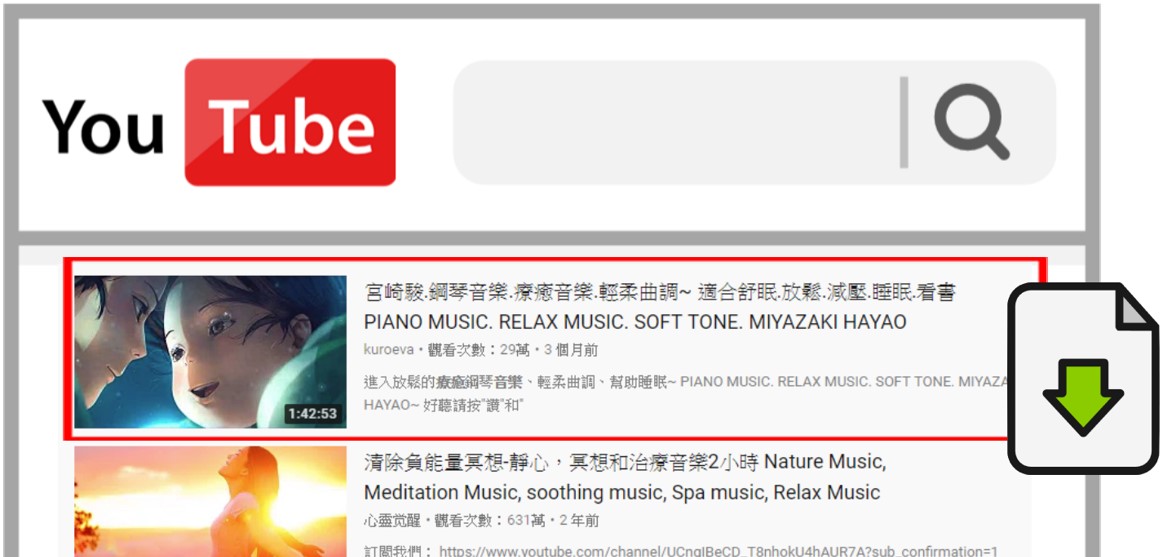 You Tube
宮崎駿.鋼琴音樂.療癒音樂.輕柔曲調~ 適合舒眠.放鬆.減壓.睡眠.看書
PIANO MUSIC. RELAX MUSIC. SOFT TONE. MIYAZAKI HAYAO
kuroeva・觀看次數：29萬・3 個月前
進入放鬆的療癒鋼琴音樂、輕柔曲調、幫助睡眠~ PIANO MUSIC. RELAX MUSIC. SOFT TONE. MIYAZA
HAYAO~ 好聽請按"讚"和"
1:42:53
清除負能量冥想-靜心，冥想和治療音樂2小時 Nature Music,
Meditation Music, soothing music, Spa music, Relax Music
心靈觉醒・觀看次數：631萬・2 年前
訂閱我們： https://www.youtube.com/channel/UCnqIBeCD_T8nhokU4hAUR7A?sub_confirmation=1